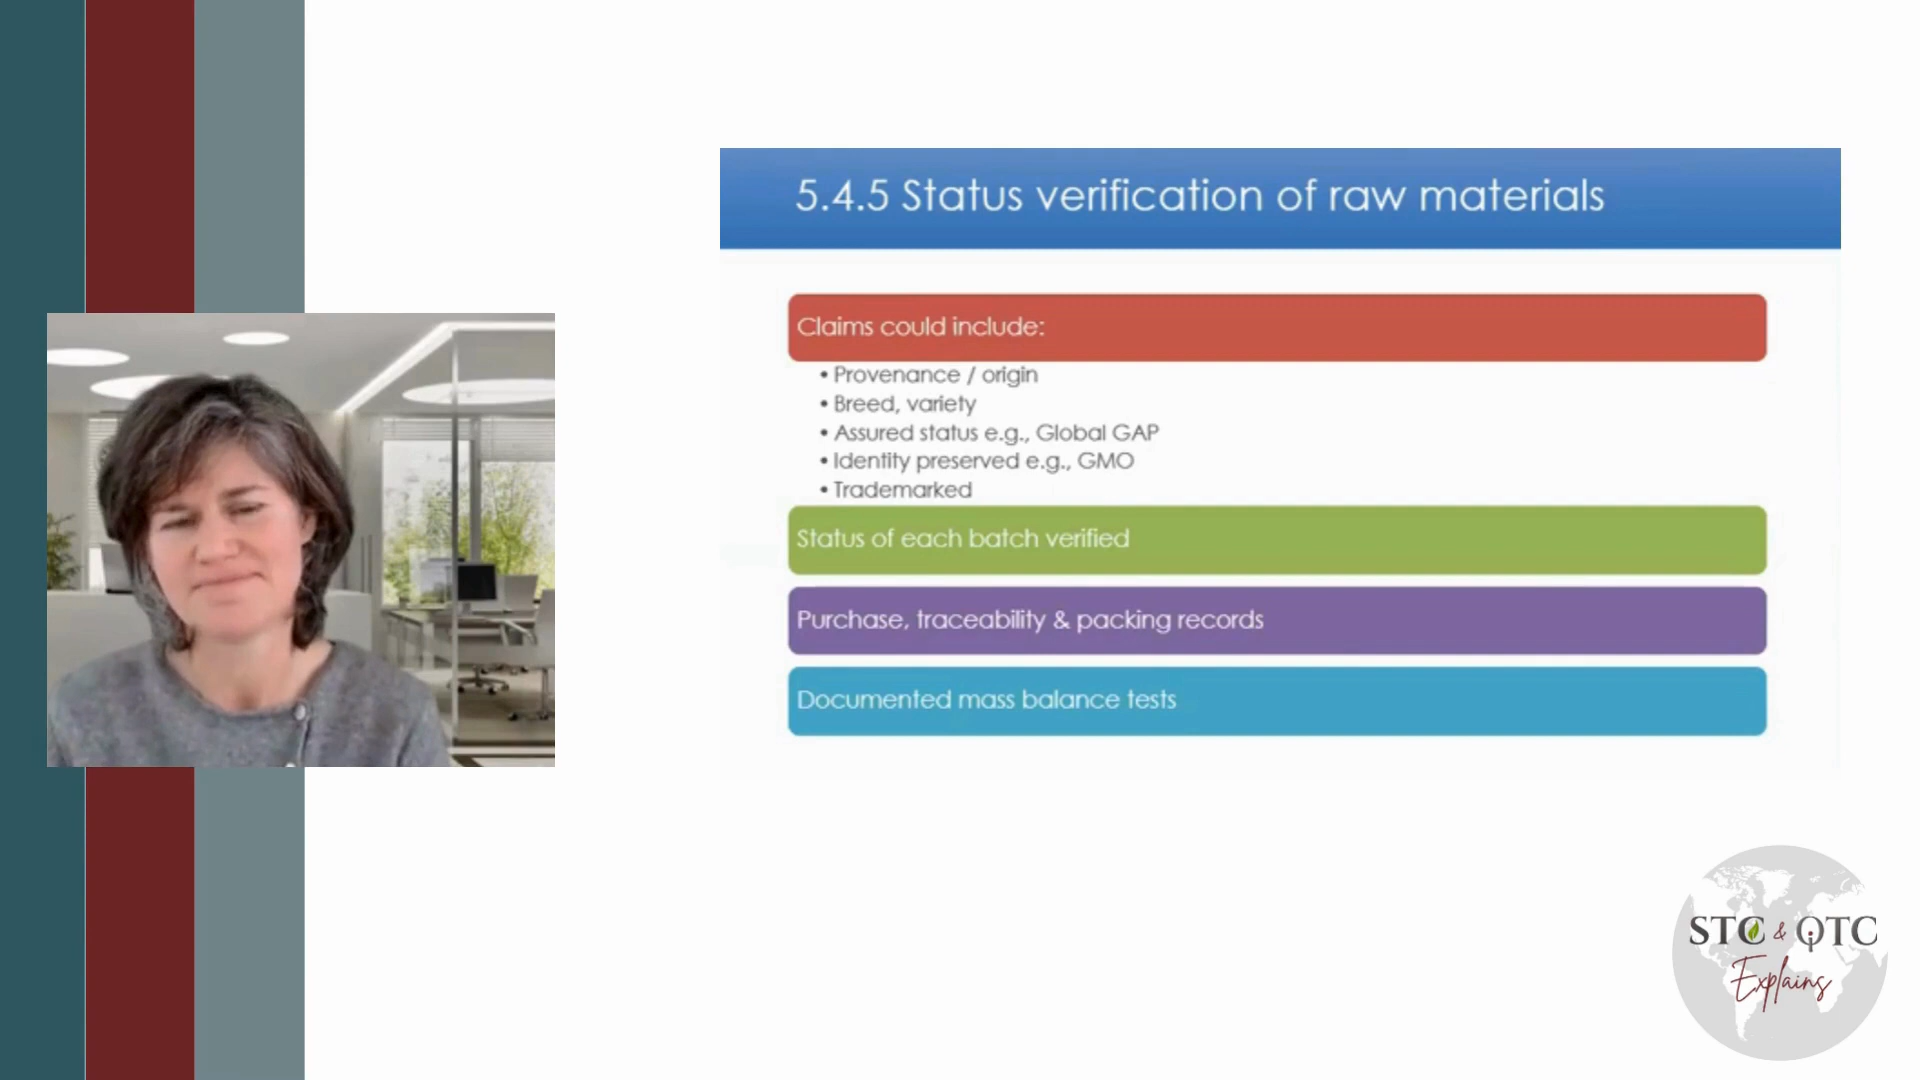 5.4.5 Status verification of raw materials
Claims could include:
• Provenance / origin
• Breed, variety
• Assured status e.g., Global GAP
• Identity preserved e.g., GMO
• Trademarked
Status of each batch verified
Purchase, traceability & packing records
Documented mass balance tests
STC & QTC
Explains